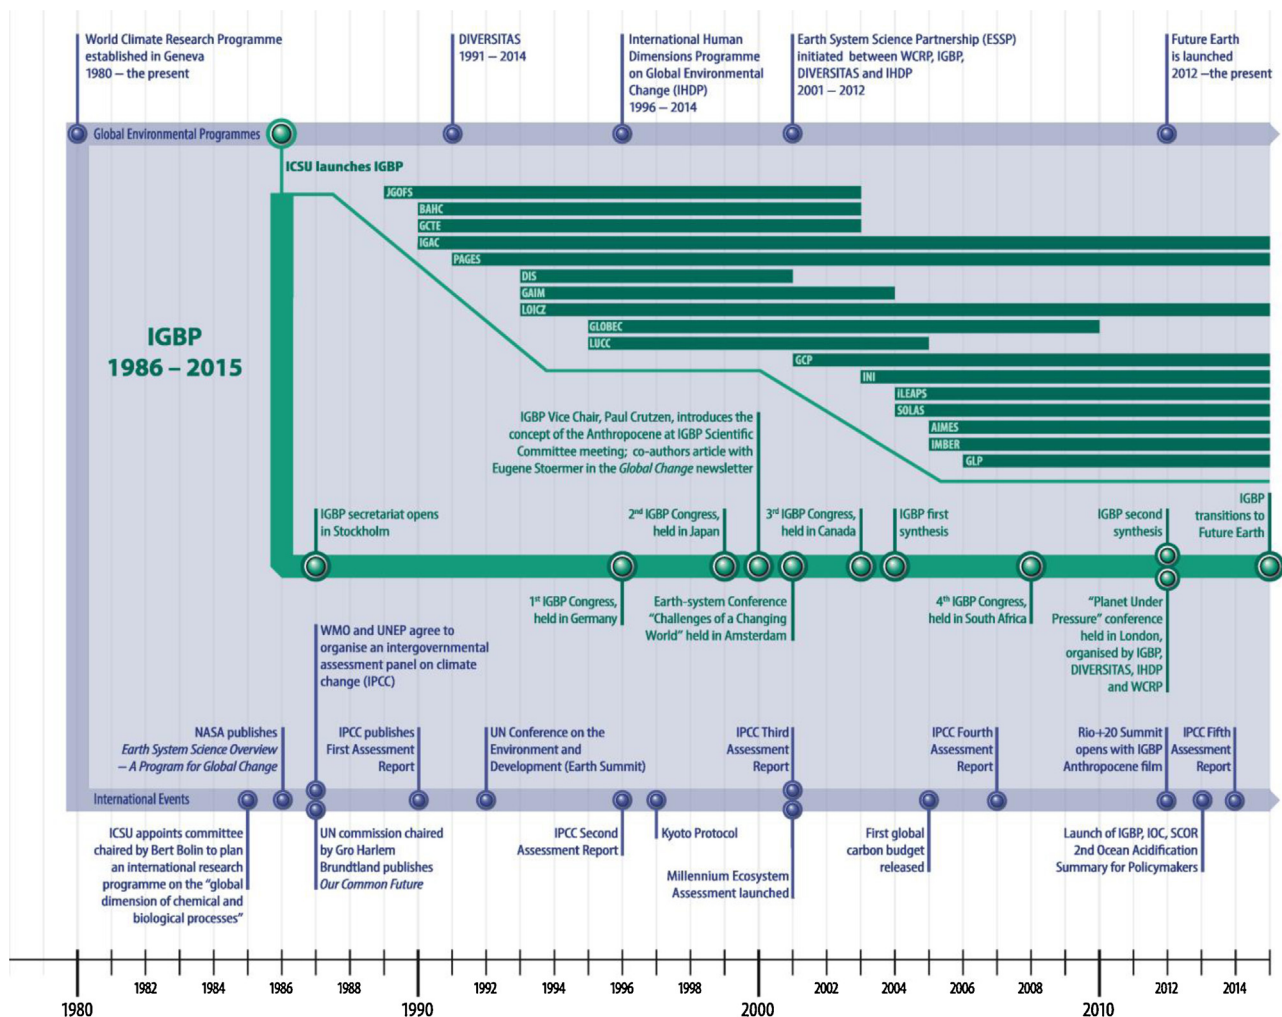 World Climate Research Programme
established in Geneva
1980 – the present
DIVERSITAS
1991 – 2014
International Human
Dimensions Programme
on Global Environmental
Change (IHDP)
1996 – 2014
Earth System Science Partnership (ESSP)
initiated between WCRP, IGBP,
DIVERSITAS and IHDP
2001 – 2012
Future Earth
is launched
2012 –the present
Global Environmental Programmes
ICSU launches IGBP
JGOFS
BAHC
GCTE
IGAC
PAGES
DIS
GAIM
LOICZ
GLOBEC
LUCC
GCP
INI
iLEAPS
SOLAS
AIMES
IMBER
GLP
IGBP
1986 – 2015
IGBP Vice Chair, Paul Crutzen, introduces the
concept of the Anthropocene at IGBP Scientific
Committee meeting; co-authors article with
Eugene Stoermer in the Global Change newsletter
IGBP secretariat opens
in Stockholm
2nd IGBP Congress,
held in Japan
3rd IGBP Congress,
held in Canada
IGBP first
synthesis
IGBP second
synthesis
IGBP
transitions to
Future Earth
1st IGBP Congress,
held in Germany
Earth-system Conference
“Challenges of a Changing
World” held in Amsterdam
4th IGBP Congress,
held in South Africa
“Planet Under
Pressure” conference
held in London,
organised by IGBP,
DIVERSITAS, IHDP
and WCRP
WMO and UNEP agree to
organise an intergovernmental
assessment panel on climate
change (IPCC)
NASA publishes
Earth System Science Overview
– A Program for Global Change
IPCC publishes
First Assessment
Report
UN Conference on the
Environment and
Development (Earth Summit)
IPCC Third
Assessment
Report
IPCC Fourth
Assessment
Report
Rio+20 Summit
opens with IGBP
Anthropocene film
IPCC Fifth
Assessment
Report
International Events
ICSU appoints committee
chaired by Bert Bolin to plan
an international research
programme on the “global
dimension of chemical and
biological processes”
UN commission chaired
by Gro Harlem
Brundtland publishes
Our Common Future
IPCC Second
Assessment Report
Kyoto Protocol
Millennium Ecosystem
Assessment launched
First global
carbon budget
released
Launch of IGBP, IOC, SCOR
2nd Ocean Acidification
Summary for Policymakers
1982 1984 1986 1988 1992 1994 1996 1998 2002 2004 2006 2008 2012 2014
1980 1990 2000 2010